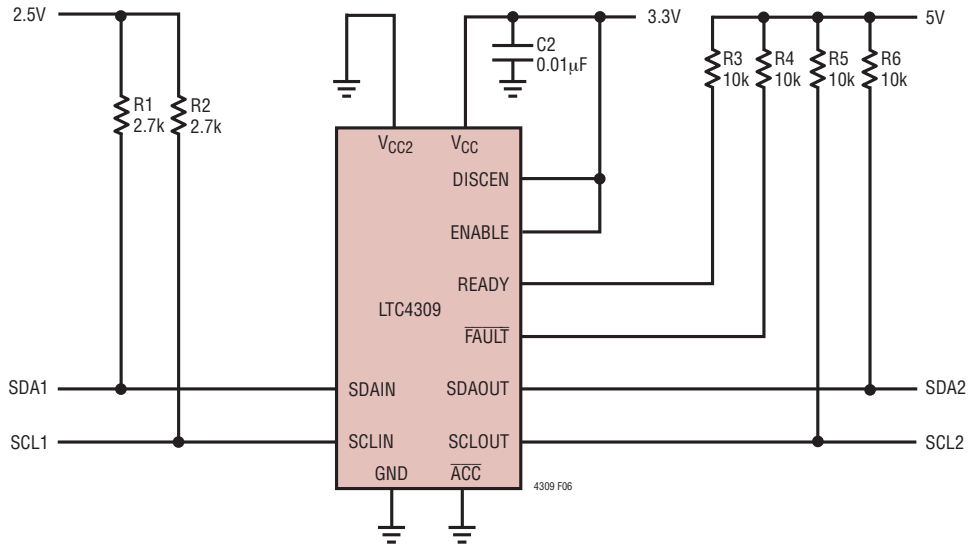 2.5V
3.3V
5V
C2
0.01µF
R1
2.7k
R2
2.7k
R3
10k
R4
10k
R5
10k
R6
10k
VCC2
VCC
DISCEN
ENABLE
READY
LTC4309
FAULT
SDA1
SDAIN
SDAOUT
SDA2
SCL1
SCLIN
SCLOUT
SCL2
GND
ACC
4309 F06